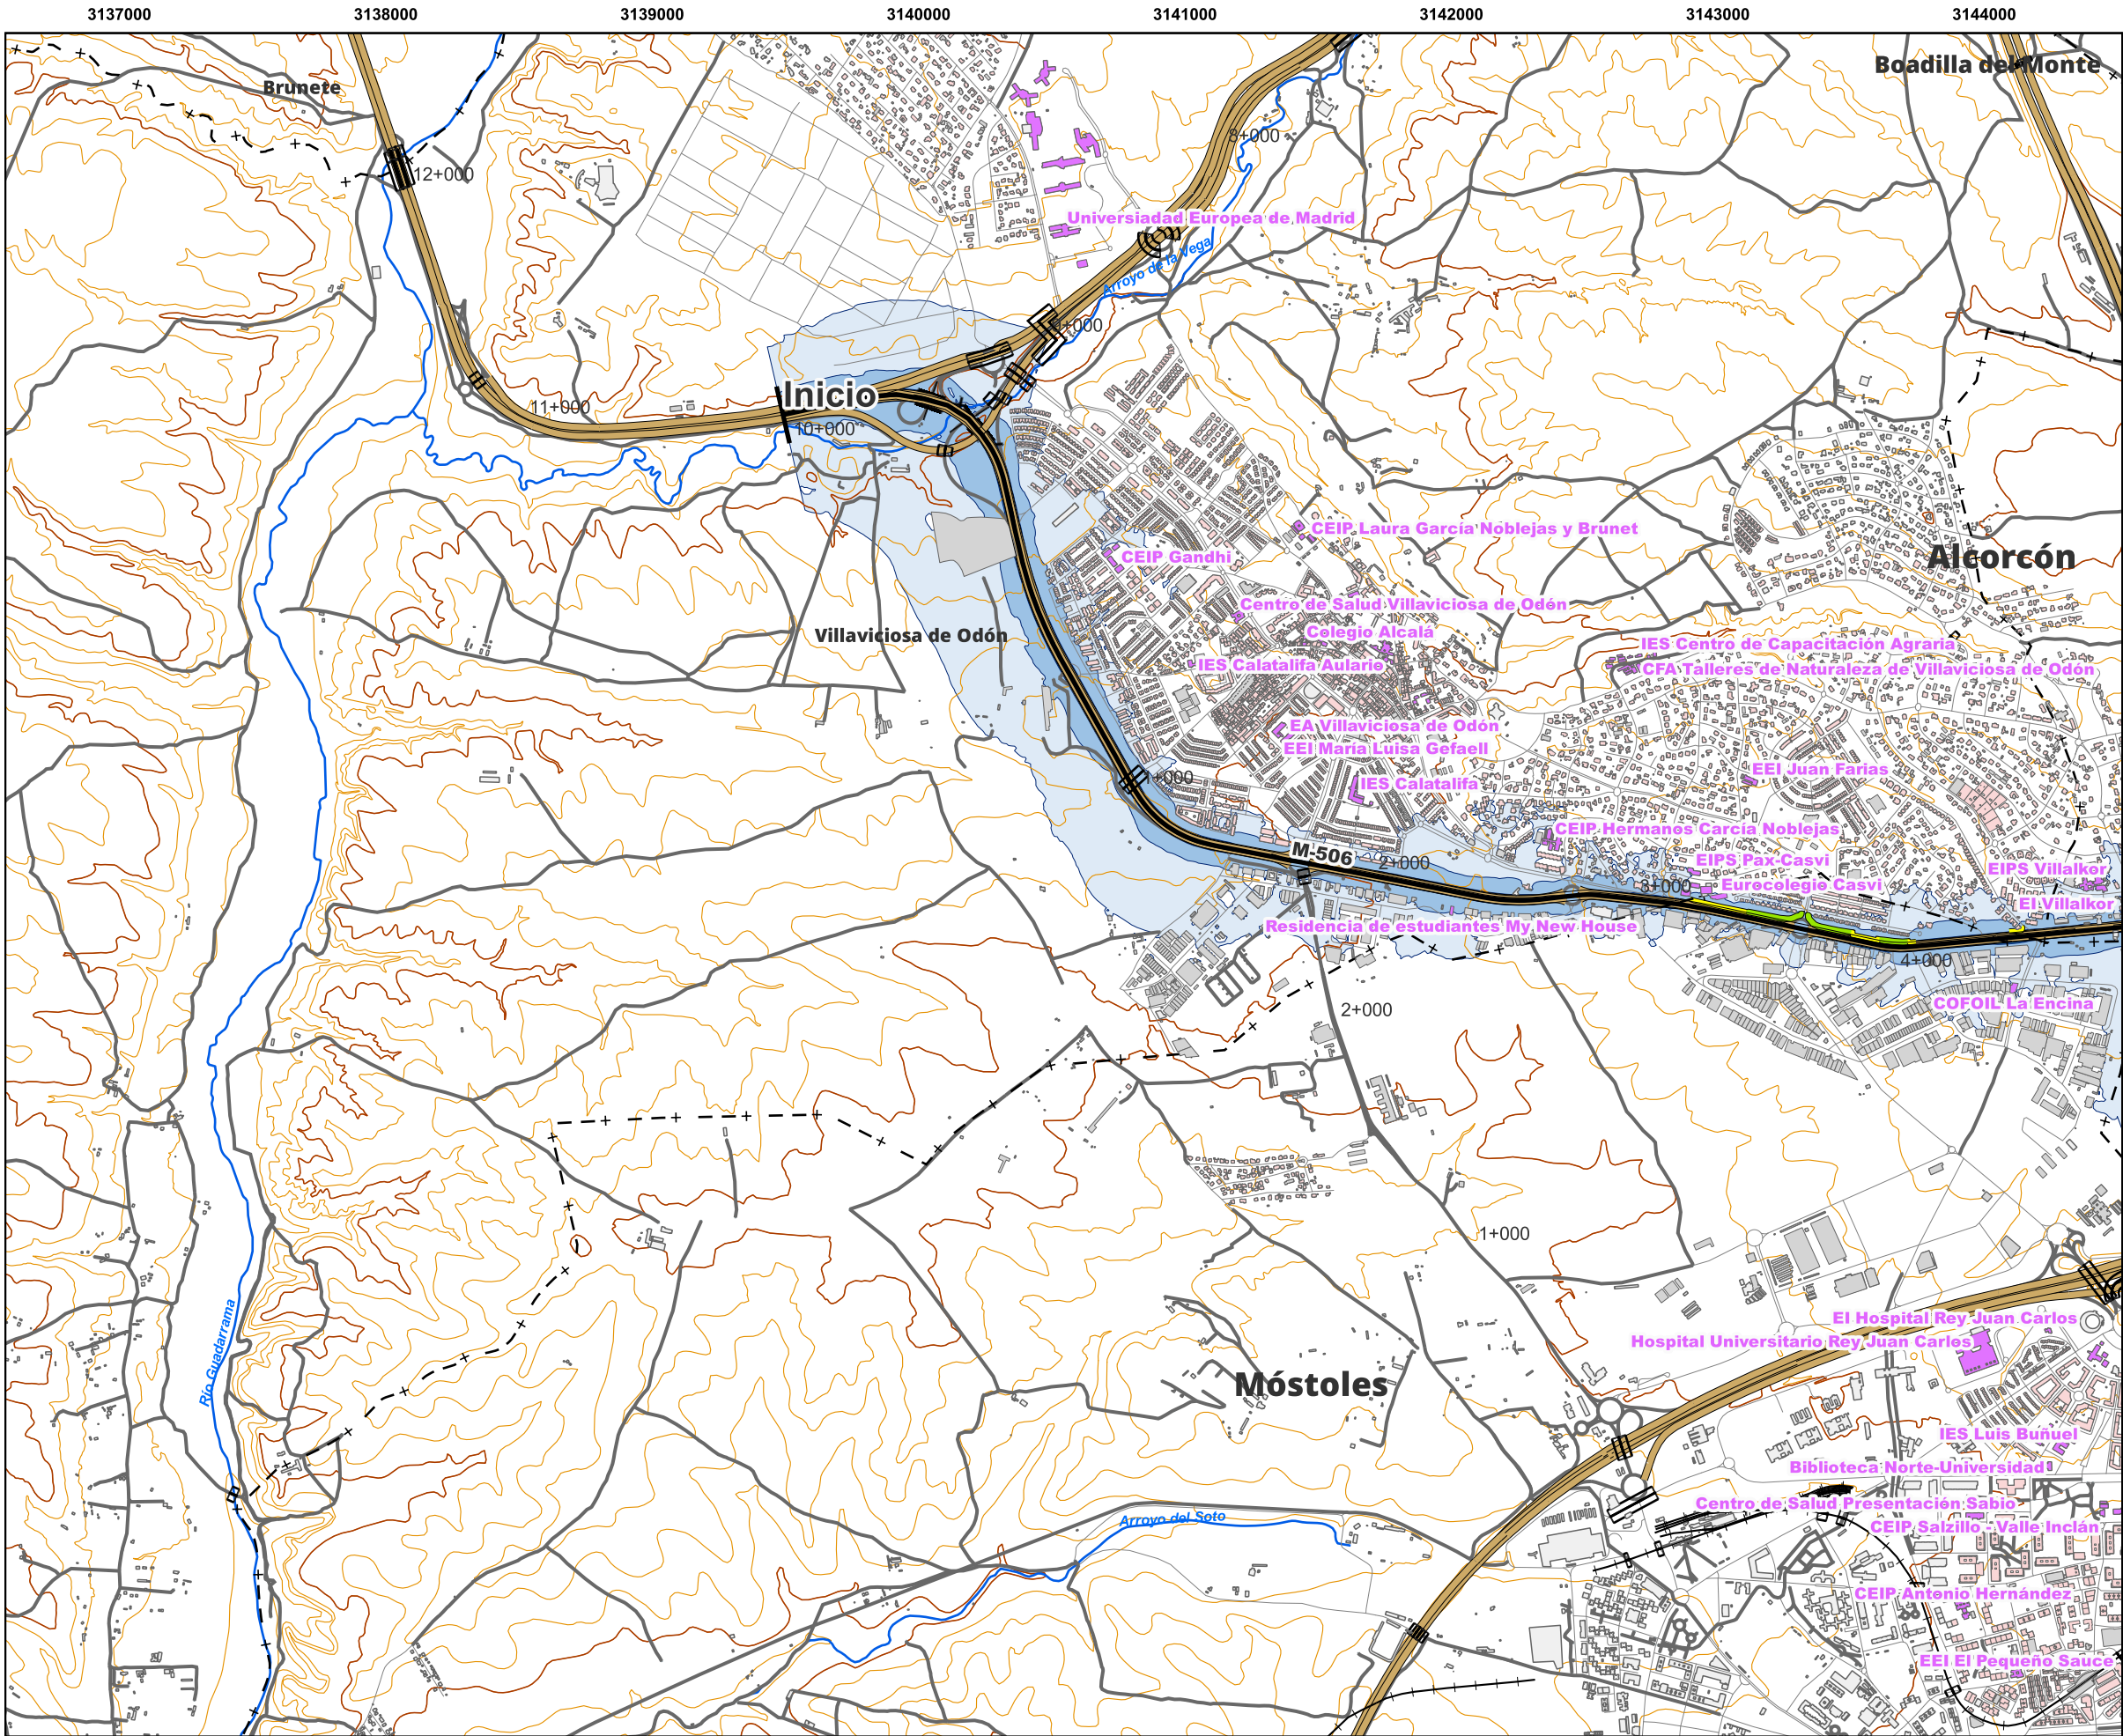 3137000 3138000 3139000 3140000 3141000 3142000 3143000 3144000
Boadilla del Monte
Brunete
8+000
12+000
Universiadad Europea de Madrid
Arroyo de la Vega
9+000
Inicio
11+000
10+000
CEIP Laura García Noblejas y Brunet
CEIP Gandhi
Alcorcón
Centro de Salud Villaviciosa de Odón
Colegio Alcalá
Villaviciosa de Odón
IES Centro de Capacitación Agraria
IES Calatalifa Aulario
CFA Talleres de Naturaleza de Villaviciosa de Odón
EA Villaviciosa de Odón
EEI María Luisa Gefaell
EEI Juan Farias
1+000
IES Calatalifa
CEIP Hermanos García Noblejas
M-506
2+000
EIPS Pax-Casvi
EIPS Villalkor
3+000
Eurocolegio Casvi
EI Villalkor
Residencia de estudiantes My New House
4+000
COFOIL La Encina
2+000
1+000
EI Hospital Rey Juan Carlos
Hospital Universitario Rey Juan Carlos
Río Guadarrama
Móstoles
IES Luis Buñuel
Biblioteca Norte-Universidad
Centro de Salud Presentación Sabio
Arroyo del Soto
CEIP Salzillo - Valle Inclán
CEIP Antonio Hernández
EEI El Pequeño Sauce